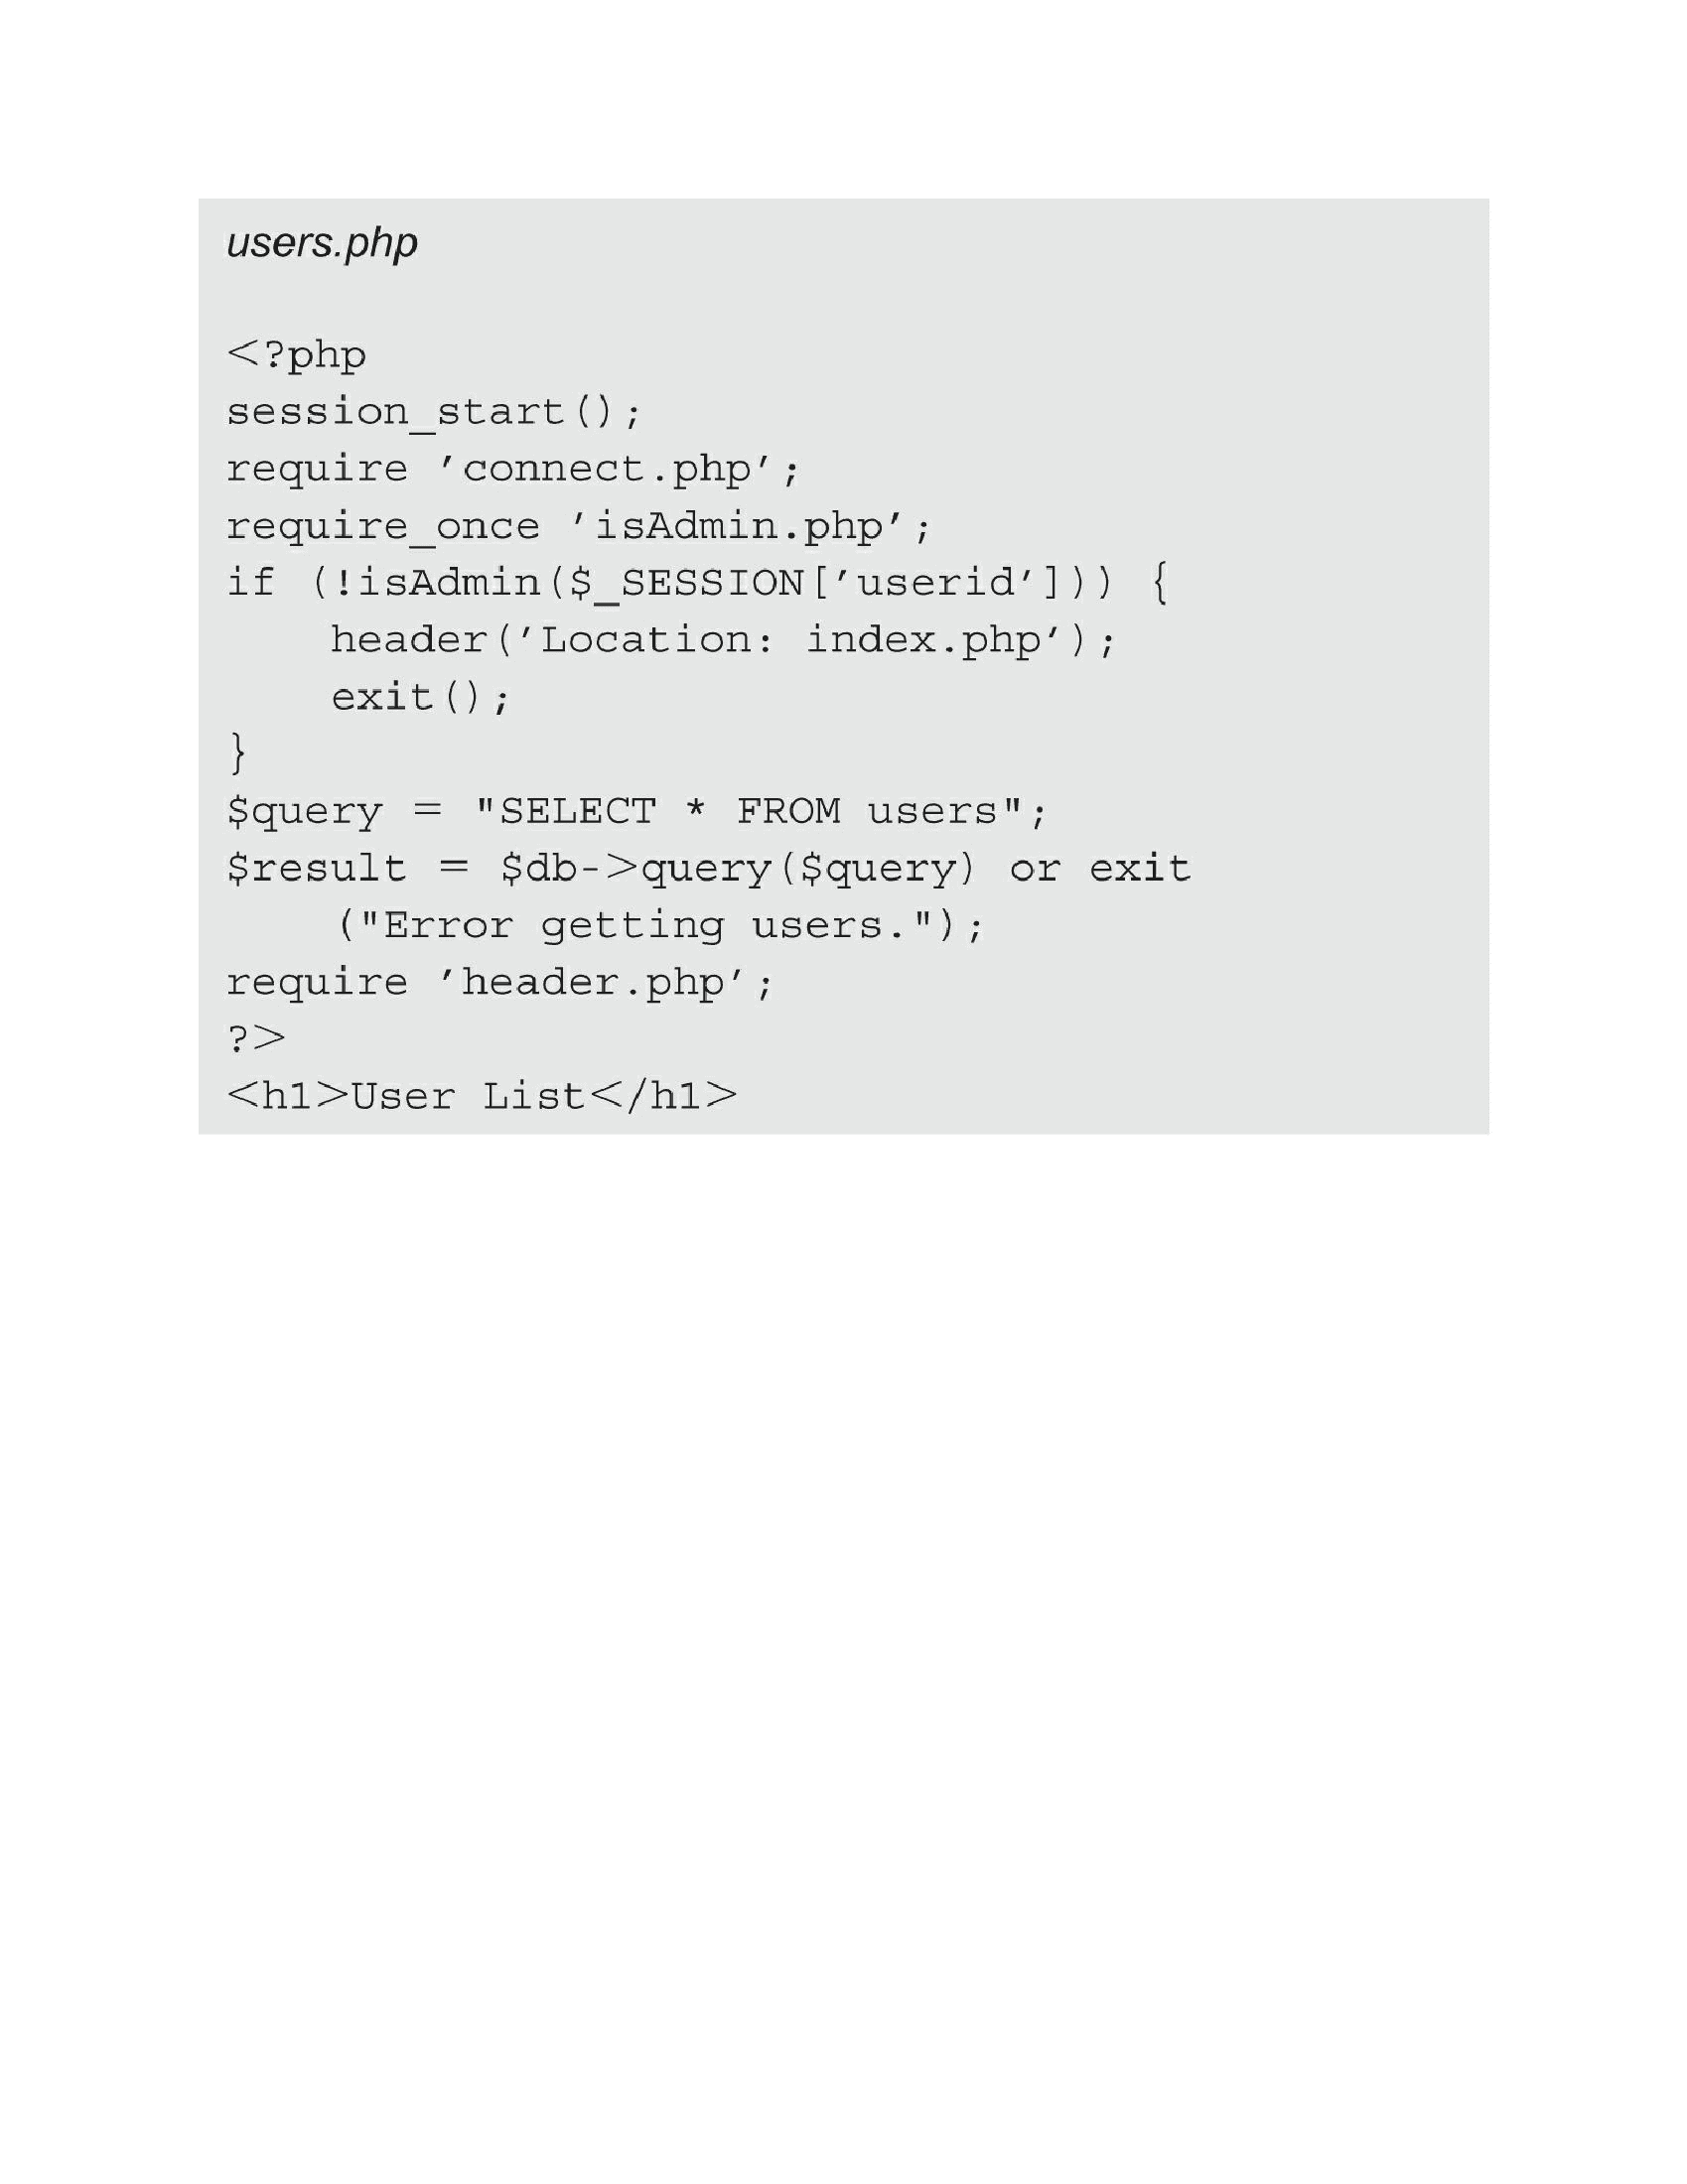 users.php
<?php
session_start();
require 'connect.php';
require_once 'isAdmin.php';
if (!isAdmin($_SESSION['userid'])) {
    header('Location: index.php');
    exit();
}
$query = "SELECT * FROM users";
$result = $db->query($query) or exit
    ("Error getting users.");
require 'header.php';
?>
<h1>User List</h1>